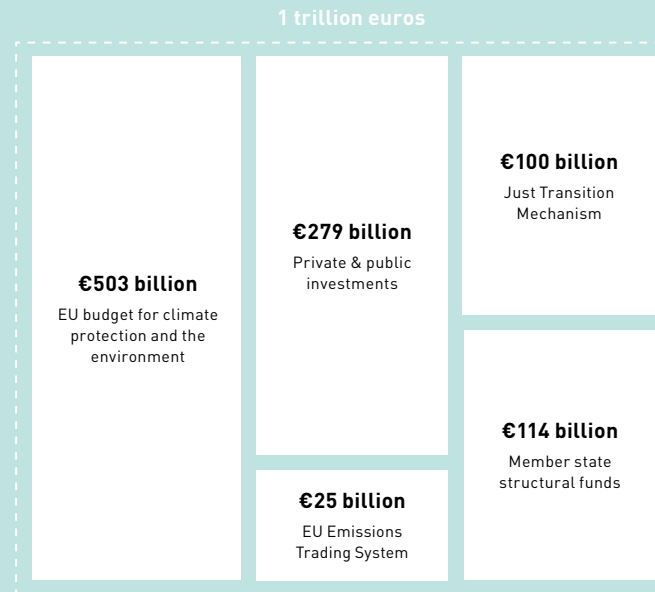 1 trillion euros
€503 billion
EU budget for climate
protection and the
environment
€279 billion
Private & public
investments
€25 billion
EU Emissions
Trading System
€100 billion
Just Transition
Mechanism
€114 billion
Member state
structural funds